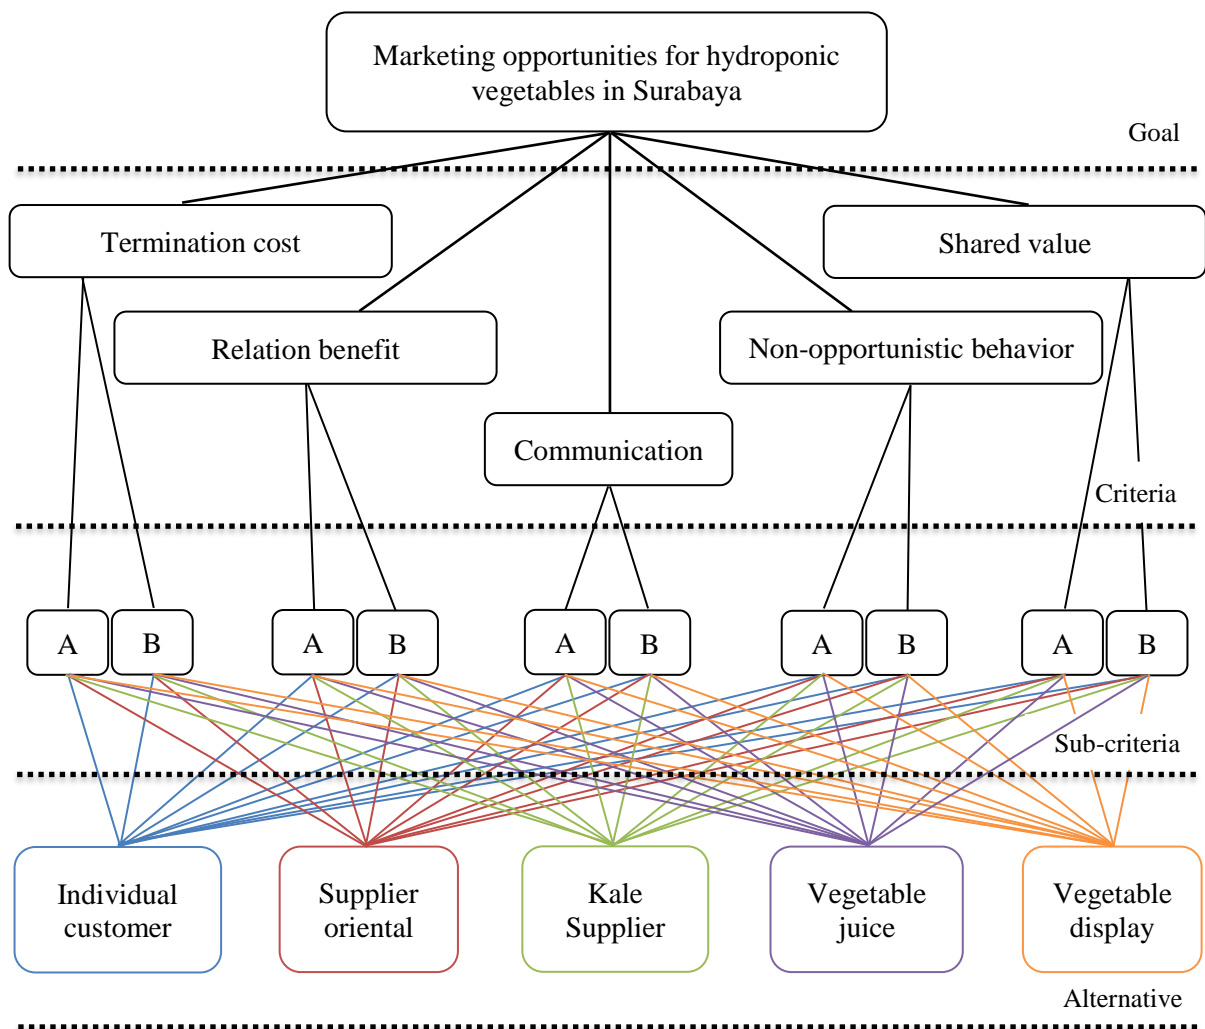 Marketing opportunities for hydroponic
vegetables in Surabaya
Goal
Termination cost
Shared value
Relation benefit
Non-opportunistic behavior
Communication
Criteria
A
B
A
B
A
B
A
B
A
B
Sub-criteria
Individual
customer
Supplier
oriental
Kale
Supplier
Vegetable
juice
Vegetable
display
Alternative